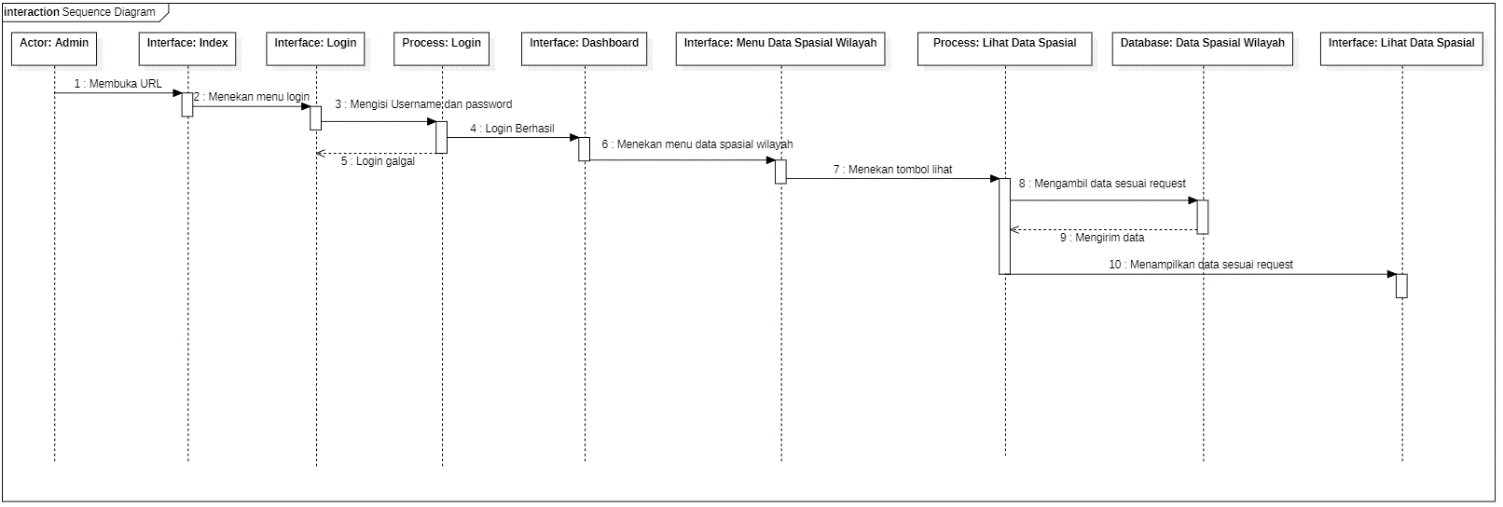 interaction Sequence Diagram
Actor: Admin
Interface: Index
Interface: Login
Process: Login
Interface: Dashboard
Interface: Menu Data Spasial Wilayah
Process: Lihat Data Spasial
Database: Data Spasial Wilayah
Interface: Lihat Data Spasial
1 : Membuka URL
2 : Menekan menu login
3 : Mengisi Username dan password
4 : Login Berhasil
5 : Login galgal
6 : Menekan menu data spasial wilayah
7 : Menekan tombol lihat
8 : Mengambil data sesuai request
9 : Mengirim data
10 : Menampilkan data sesuai request